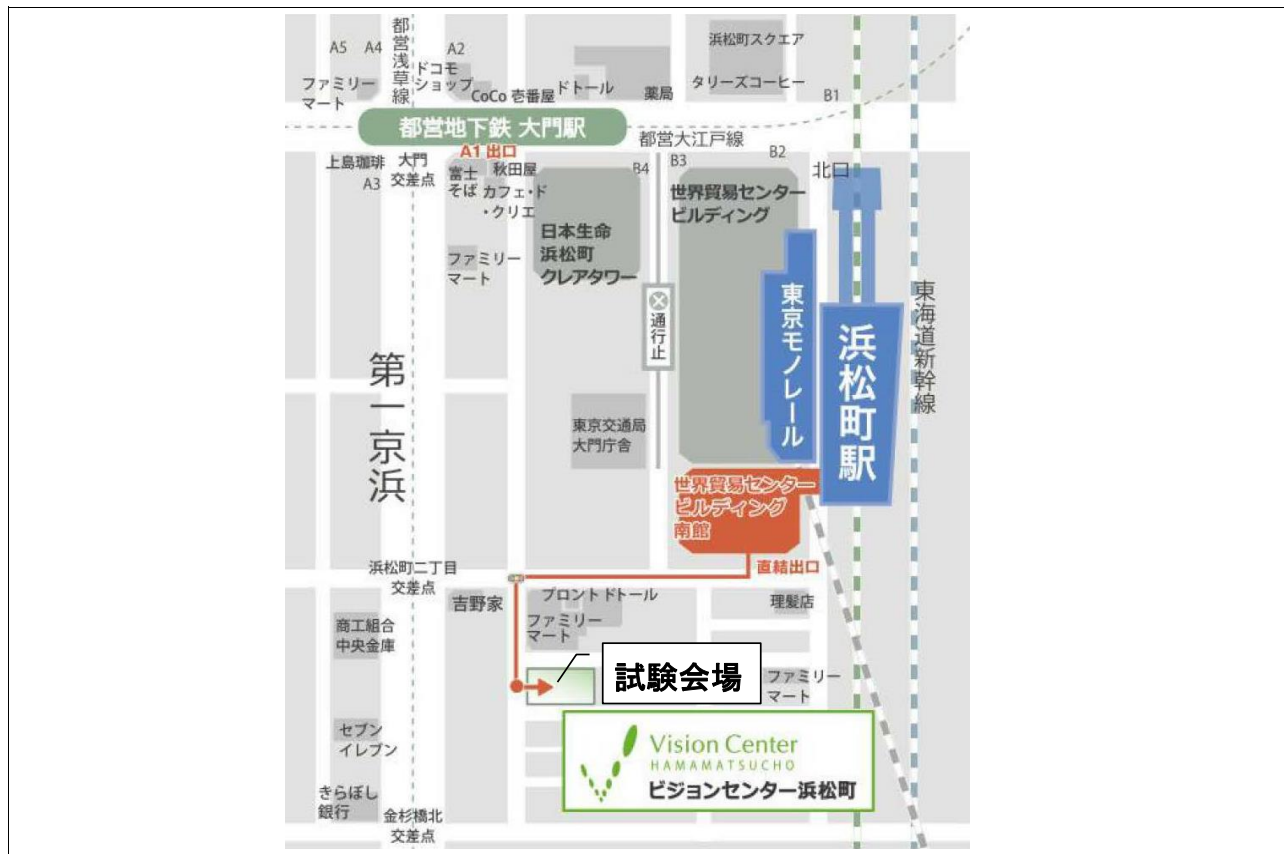 浜松町スクエア
A5
A4
都営浅草線
A2
ドコモ
ショップ
ファミリー
マート
CoCo 壱番屋
ドトール
薬局
タリーズコーヒー
B1
都営地下鉄 大門駅
都営大江戸線
上島珈琲
A3
大門
交差点
A1 出口
富士
そば
秋田屋
カフェ・ド
・クリエ
B4
B3
B2
北口
世界貿易センター
ビルディング
日本生命
浜松町
クレアタワー
ファミリー
マート
通行止
東京モノレール
浜松町駅
東海道新幹線
第一京浜
東京交通局
大門庁舎
世界貿易センター
ビルディング
南館
浜松町二丁目
交差点
直結出口
吉野家
プロント
ドトール
理髪店
商工組合
中央金庫
ファミリー
マート
試験会場
ファミリー
マート
セブン
イレブン
Vision Center
HAMAMATSUCHO
ビジョンセンター浜松町
きらぼし
銀行
金杉橋北
交差点